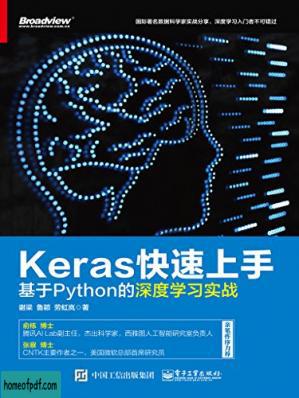 Broadview
www.broadview.com.cn
国际著名数据科学家实战分享,深度学习入门者不可错过
Keras快速上手
基于Python的深度学习实战
谢梁 鲁颖 劳虹岚 著
俞栋 博士
腾讯AI Lab副主任,杰出科学家,西雅图人工智能研究室负责人
张察 博士
CNTK主要作者之一,美国微软总部首席研究员
亲笔作序力荐
中国工信出版集团
电子工业出版社
homeofpdf.com